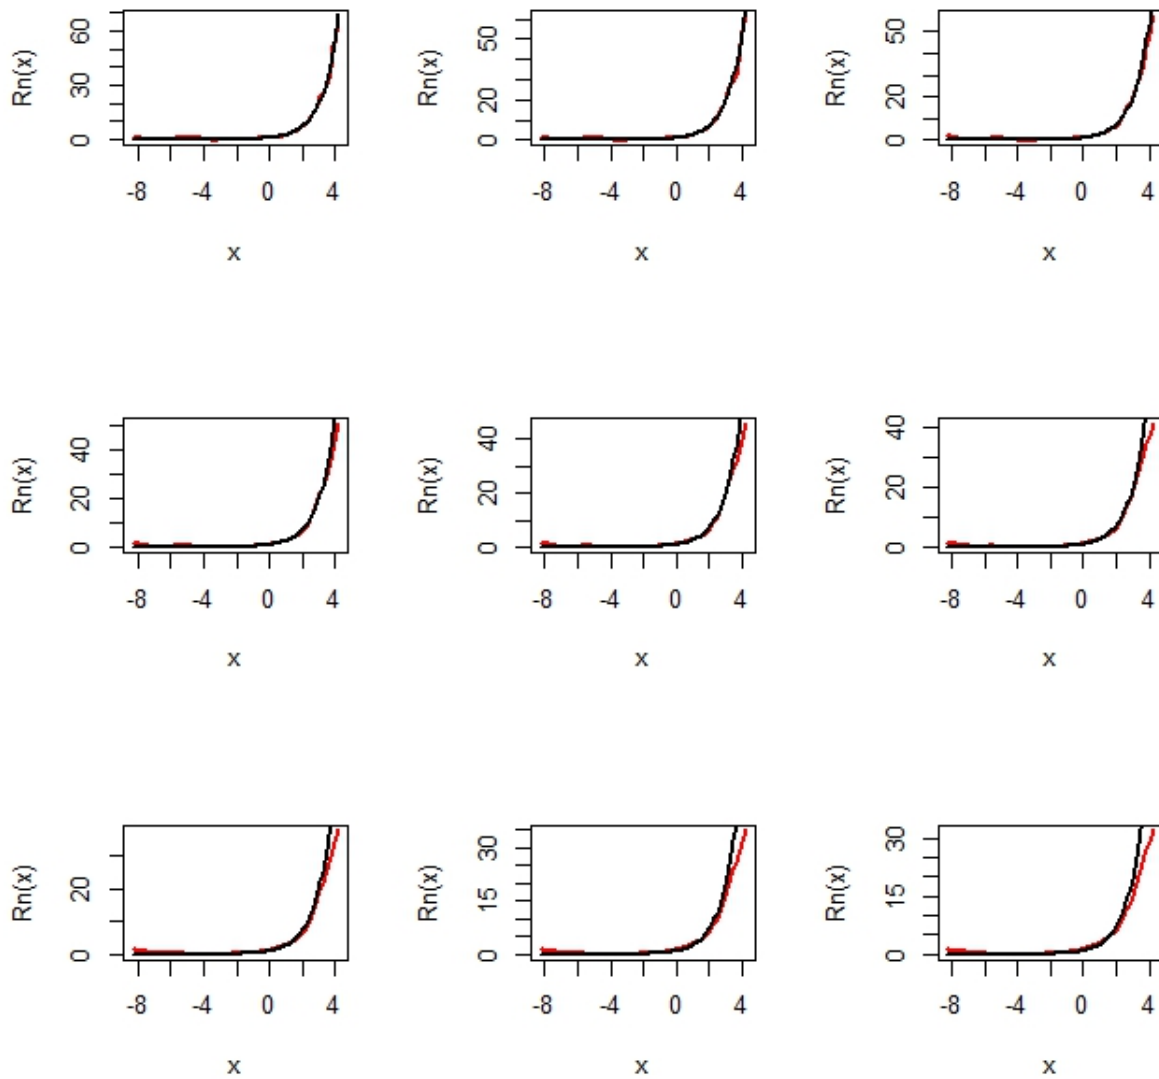 Rn(x) 0 30 60
-8 -4 0 4
x
Rn(x) 0 20 50
-8 -4 0 4
x
Rn(x) 0 20 50
-8 -4 0 4
x
Rn(x) 0 20 40
-8 -4 0 4
x
Rn(x) 0 20 40
-8 -4 0 4
x
Rn(x) 0 20 40
-8 -4 0 4
x
Rn(x) 0 20
-8 -4 0 4
x
Rn(x) 0 15 30
-8 -4 0 4
x
Rn(x) 0 15 30
-8 -4 0 4
x